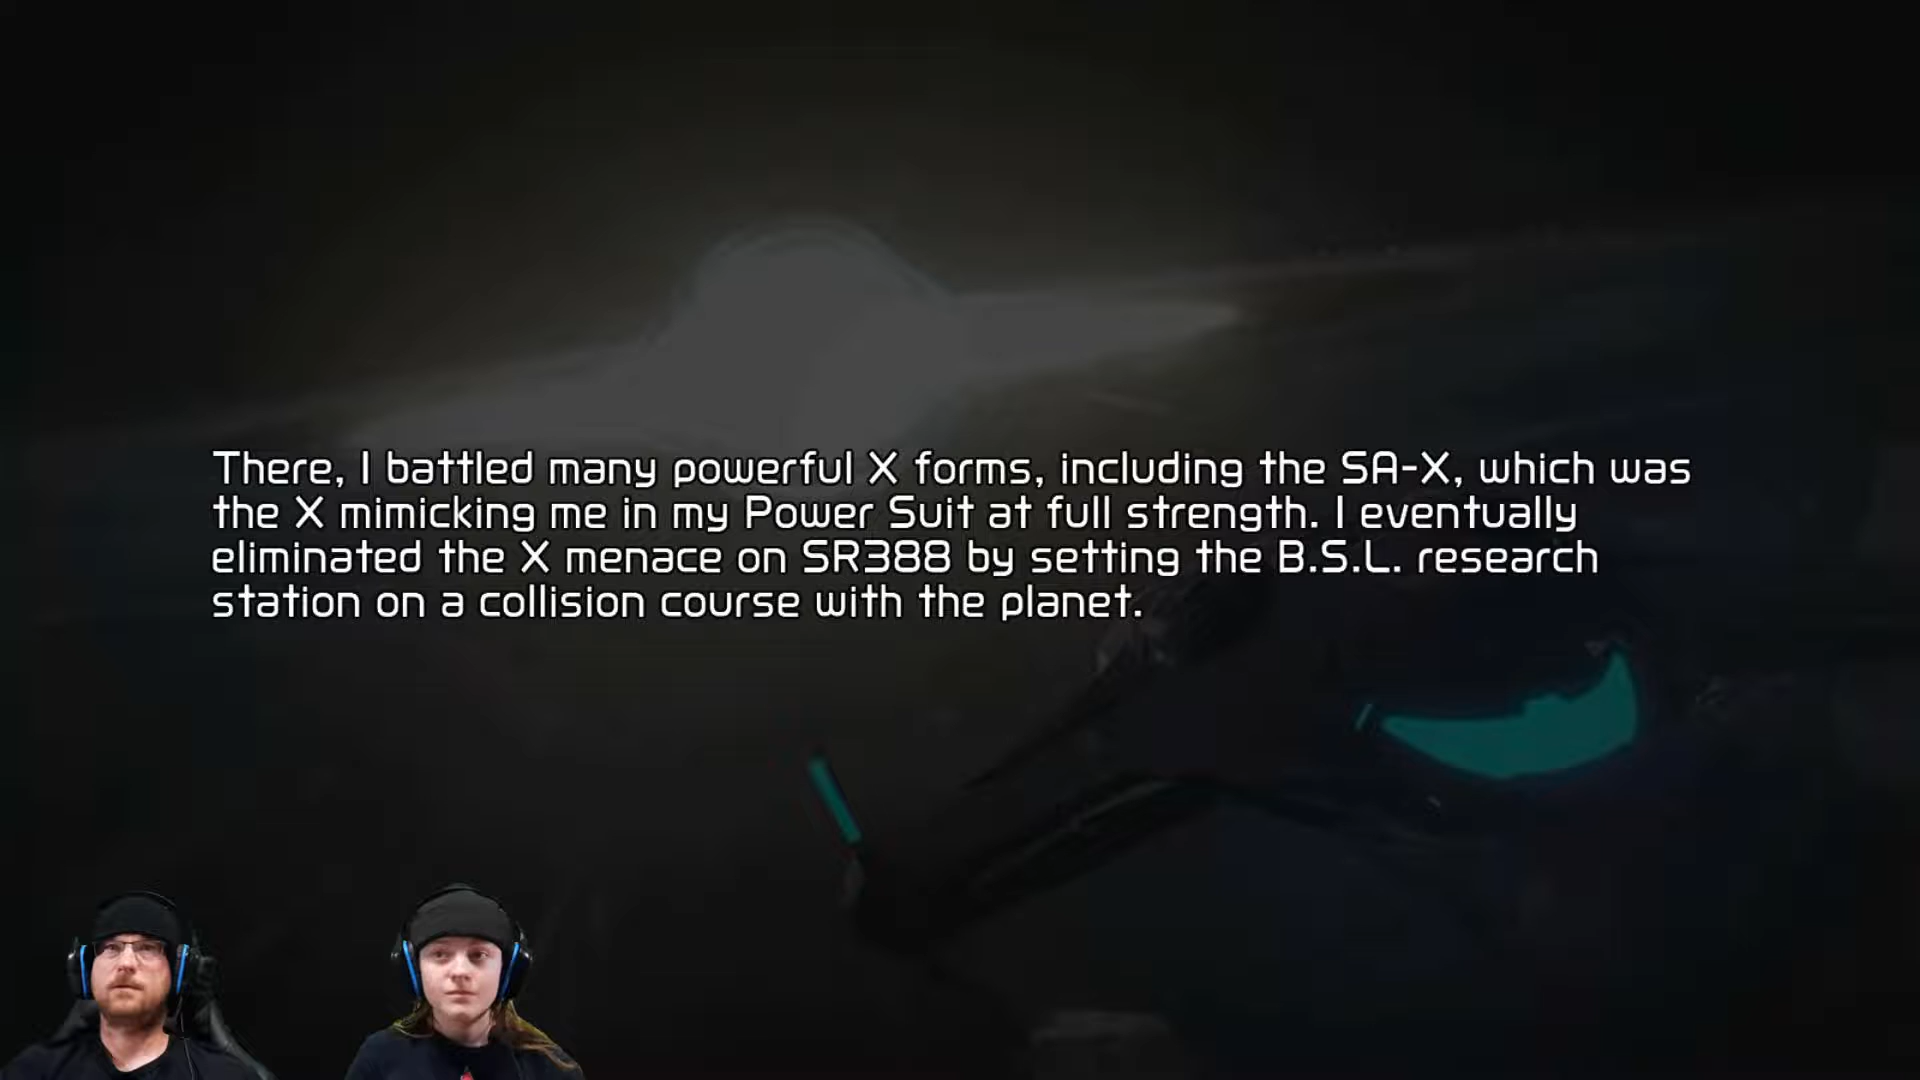 There, I battled many powerful X forms, including the SA-X, which was
the X mimicking me in my Power Suit at full strength. I eventually
eliminated the X menace on SR388 by setting the B.S.L. research
station on a collision course with the planet.